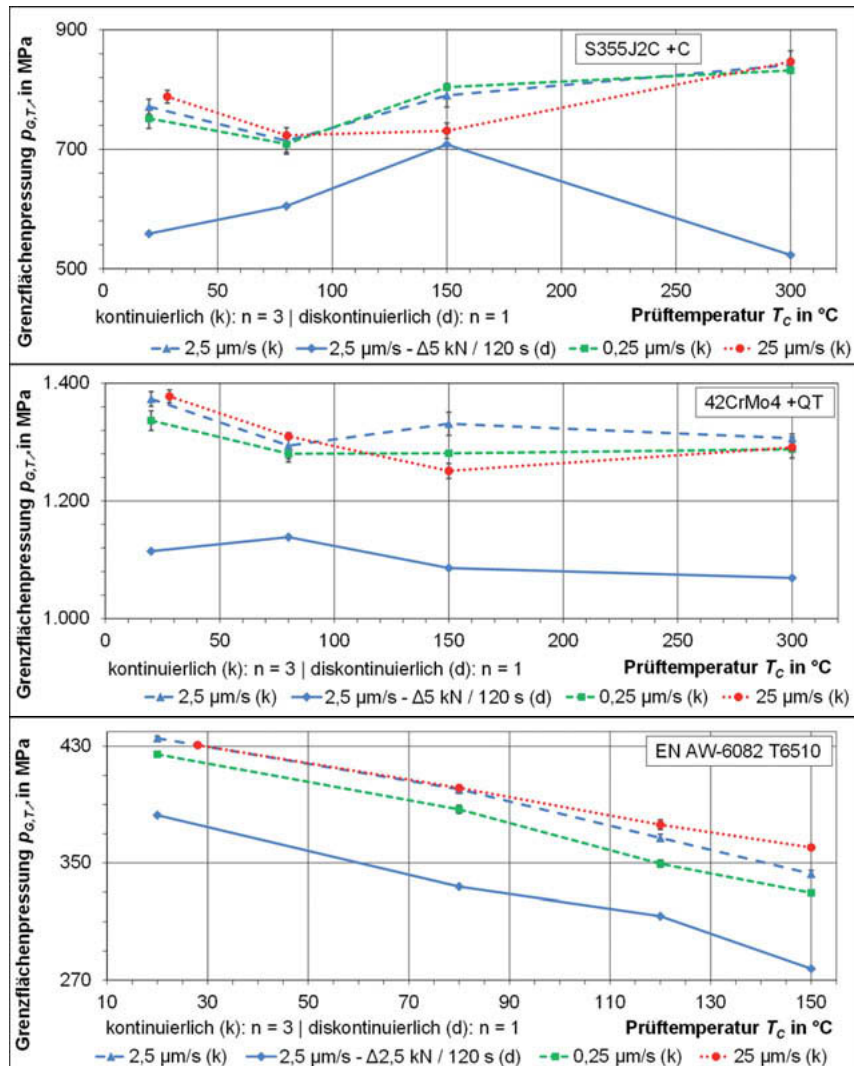 Grenzflächenpressung pG,T↗ in MPa
900
700
500
S355J2C +C
0 50 100 150 200 250 300
kontinuierlich (k): n = 3 | diskontinuierlich (d): n = 1
Prüftemperatur TC in °C
2,5 µm/s (k) 2,5 µm/s - Δ5 kN / 120 s (d) 0,25 µm/s (k) 25 µm/s (k)
Grenzflächenpressung pG,T↗ in MPa
1.400
1.200
1.000
42CrMo4 +QT
0 50 100 150 200 250 300
kontinuierlich (k): n = 3 | diskontinuierlich (d): n = 1
Prüftemperatur TC in °C
2,5 µm/s (k) 2,5 µm/s - Δ5 kN / 120 s (d) 0,25 µm/s (k) 25 µm/s (k)
Grenzflächenpressung pG,T↗ in MPa
430
350
270
EN AW-6082 T6510
10 30 50 70 90 110 130 150
kontinuierlich (k): n = 3 | diskontinuierlich (d): n = 1
Prüftemperatur TC in °C
2,5 µm/s (k) 2,5 µm/s - Δ2,5 kN / 120 s (d) 0,25 µm/s (k) 25 µm/s (k)